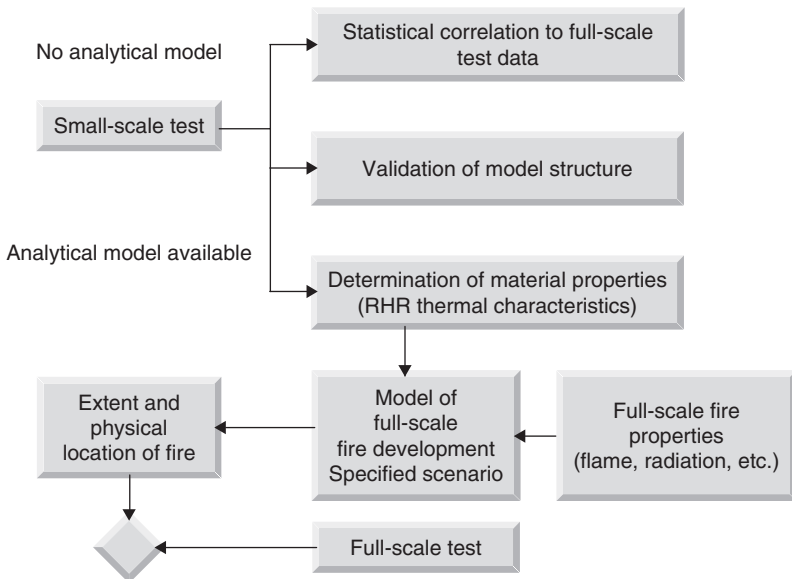 No analytical model
Statistical correlation to full-scale
test data
Small-scale test
Validation of model structure
Analytical model available
Determination of material properties
(RHR thermal characteristics)
Extent and
physical
location of fire
Model of
full-scale
fire development
Specified scenario
Full-scale fire
properties
(flame, radiation, etc.)
Full-scale test